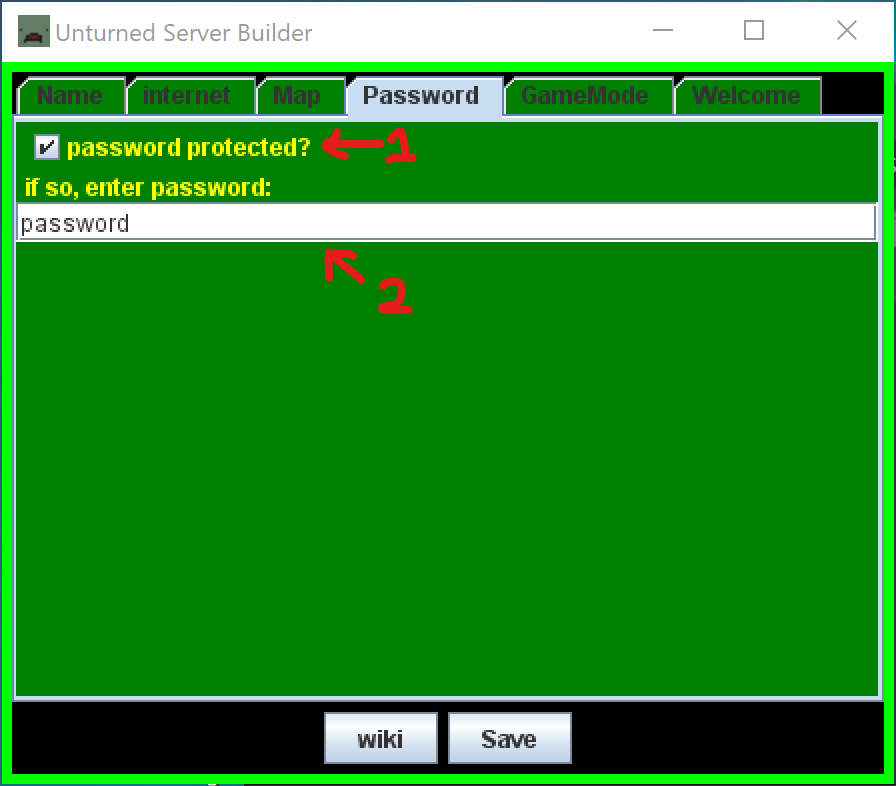 Unturned Server Builder
Name internet Map Password GameMode Welcome
password protected? 1
if so, enter password:
password
2
wiki Save